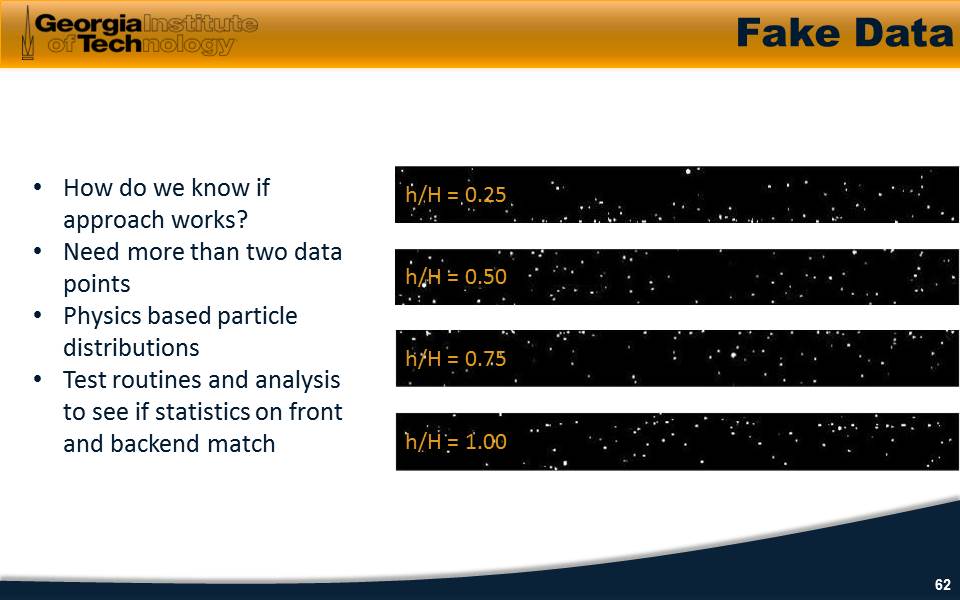 Georgia Institute
of Technology
Fake Data
• How do we know if
approach works?
• Need more than two data
points
• Physics based particle
distributions
• Test routines and analysis
to see if statistics on front
and backend match
h/H = 0.25
h/H = 0.50
h/H = 0.75
h/H = 1.00
62